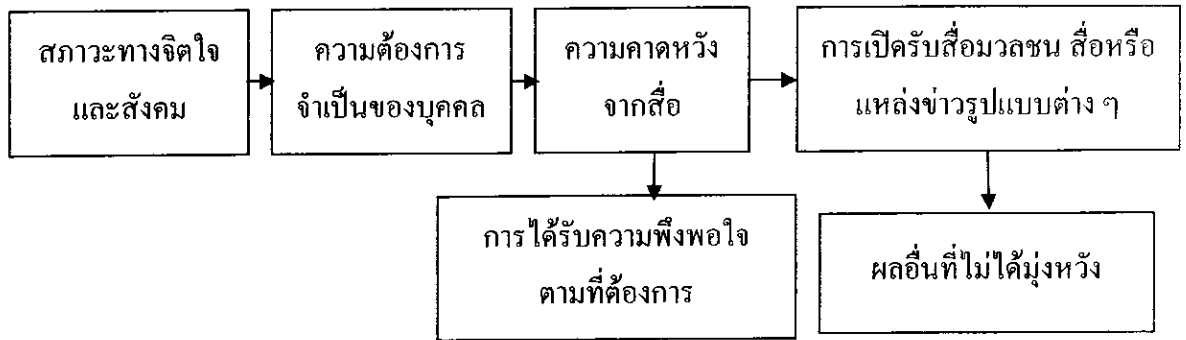 สภาวะทางจิตใจ
และสังคม
ความต้องการ
จำเป็นของบุคคล
ความคาดหวัง
จากสื่อ
การเปิดรับสื่อมวลชน สื่อหรือ
แหล่งข่าวรูปแบบต่าง ๆ
การได้รับความพึงพอใจ
ตามที่ต้องการ
ผลอื่นที่ไม่ได้มุ่งหวัง